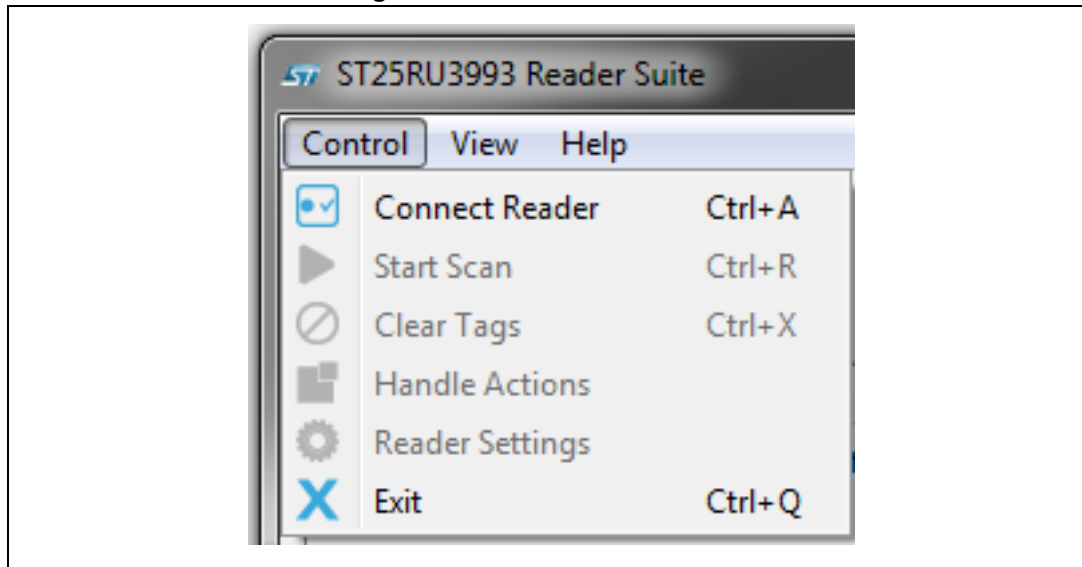 ST ST25RU3993 Reader Suite
Control View Help
Connect Reader Ctrl+A
Start Scan Ctrl+R
Clear Tags Ctrl+X
Handle Actions
Reader Settings
Exit Ctrl+Q